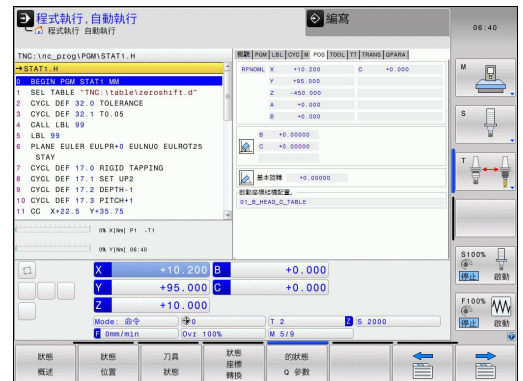 程式執行,自動執行
程式執行 自動執行
編寫
06:40
TNC:\nc_prog\PGM\STAT1.H
→STAT1.H
0 BEGIN PGM STAT1 MM
1 SEL TABLE "TNC:\table\zeroshift.d"
2 CYCL DEF 32.0 TOLERANCE
3 CYCL DEF 32.1 T0.05
4 CALL LBL 99
5 LBL 99
6 PLANE EULER EULPR+0 EULNU0 EULROT25
STAY
7 CYCL DEF 17.0 RIGID TAPPING
8 CYCL DEF 17.1 SET UP2
9 CYCL DEF 17.2 DEPTH-1
10 CYCL DEF 17.3 PITCH+1
11 CC X+22.5 Y+35.75
0% X[Nm] P1 -T1
0% Y[Nm] 06:40
概觀 PGM LBL CYC M POS TOOL TT TRANS QPARA
RFNOML X +10.200 C +0.000
Y +95.000
Z -450.000
A +0.000
B +0.000
B +0.00000
C +0.00000
基本旋轉 +0.00000
啟動座標結構配置。
01_B_HEAD_C_TABLE
X +10.200 B +0.000
Y +95.000 C +0.000
Z +10.000
Mode: 命令 0 T 2 Z S 2000
F 0mm/min Ovr 100% M 5/9
M
S
T
S100%
停止 啟動
F100%
停止 啟動
狀態
概述
狀態
位置
刀具
狀態
狀態
座標
轉換
的狀態
Q 參數